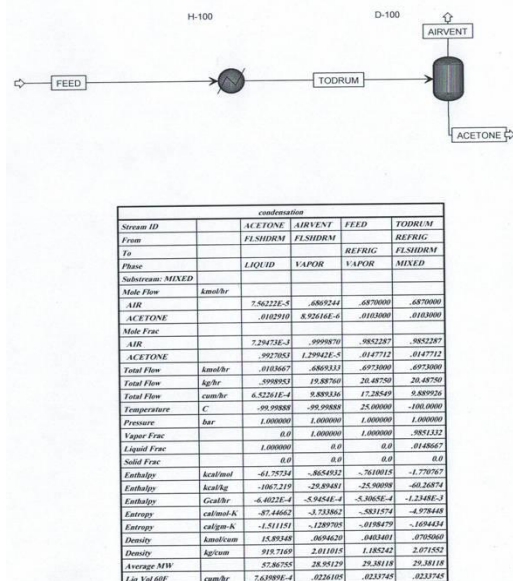 H-100
D-100
AIRVENT
FEED
TODRUM
ACETONE
condensation
Stream ID ACETONE AIRVENT FEED TODRUM
From FLSHDRM FLSHDRM REFRIG
To REFRIG FLSHDRM
Phase LIQUID VAPOR VAPOR MIXED
Substream: MIXED
Mole Flow kmol/hr
AIR 7.56222E-5 .6869244 .6870000 .6870000
ACETONE .0102910 8.92616E-6 .0103000 .0103000
Mole Frac
AIR 7.29473E-3 .9999870 .9852287 .9852287
ACETONE .9927053 1.29942E-5 .0147712 .0147712
Total Flow kmol/hr .0103667 .6869333 .6973000 .6973000
Total Flow kg/hr .5998953 19.88760 20.48750 20.48750
Total Flow cum/hr 6.52261E-4 9.889336 17.28549 9.889926
Temperature C -99.99888 -99.99888 25.00000 -100.0000
Pressure bar 1.000000 1.000000 1.000000 1.000000
Vapor Frac 0.0 1.000000 1.000000 .9851332
Liquid Frac 1.000000 0.0 0.0 .0148667
Solid Frac 0.0 0.0 0.0 0.0
Enthalpy kcal/mol -61.75734 -.8654932 -.7610015 -1.770767
Enthalpy kcal/kg -1067.219 -29.89481 -25.90098 -60.26874
Enthalpy Gcal/hr -6.4022E-4 -5.9454E-4 -5.3065E-4 -1.2348E-3
Entropy cal/mol-K -87.44662 -3.733862 -.5831574 -4.978448
Entropy cal/gm-K -1.511151 -.1289705 -.0198479 -.1694434
Density kmol/cum 15.89348 .0694620 .0403401 .0705060
Density kg/cum 919.7169 2.011015 1.185242 2.071552
Average MW 57.86755 28.95129 29.38118 29.38118
Liq Vol 60F cum/hr 7.63989E-4 .0226105 .0233745 .0233745